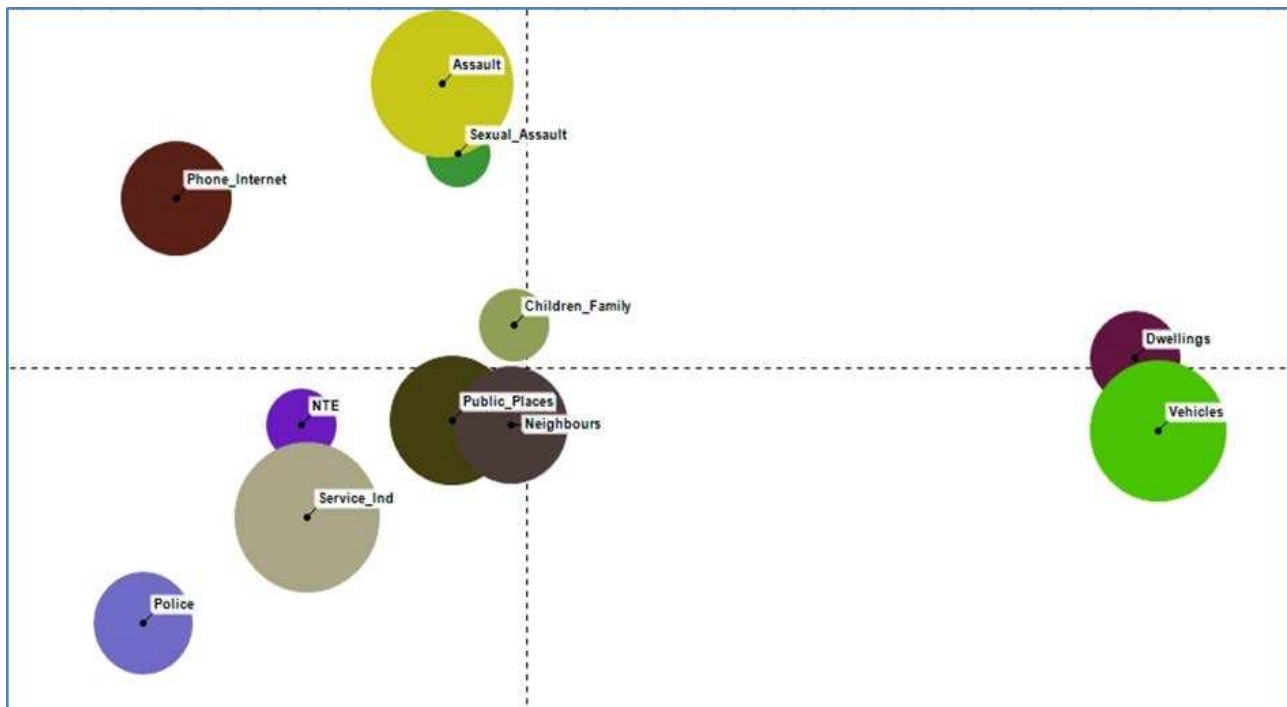 Assault
Sexual_Assault
Phone_Internet
Children_Family
Dwellings
Public_Places
NTE
Vehicles
Neighbours
Service_Ind
Police